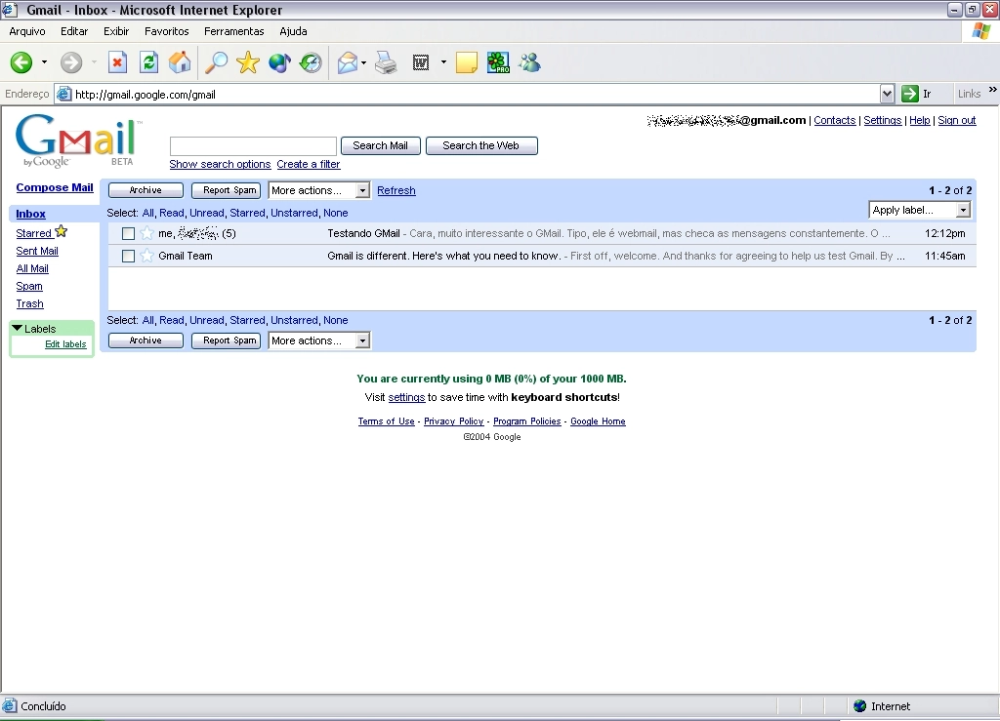 Gmail - Inbox - Microsoft Internet Explorer
Arquivo Editar Exibir Favoritos Ferramentas Ajuda
PRO
Endereço http://gmail.google.com/gmail Ir Links »
@gmail.com | Contacts | Settings | Help | Sign out
Gmail™
by Google BETA
Search Mail Search the Web
Show search options Create a filter
Compose Mail
Archive Report Spam More actions... Refresh 1 - 2 of 2
Inbox
Select: All, Read, Unread, Starred, Unstarred, None Apply label...
Starred
me, (5) Testando GMail - Cara, muito interessante o GMail. Tipo, ele é webmail, mas checa as mensagens constantemente. O ... 12:12pm
Sent Mail
Gmail Team Gmail is different. Here's what you need to know. - First off, welcome. And thanks for agreeing to help us test Gmail. By ... 11:45am
All Mail
Spam
Trash
Select: All, Read, Unread, Starred, Unstarred, None 1 - 2 of 2
Labels
Archive Report Spam More actions...
Edit labels
You are currently using 0 MB (0%) of your 1000 MB.
Visit settings to save time with keyboard shortcuts!
Terms of Use - Privacy Policy - Program Policies - Google Home
©2004 Google
Concluído Internet